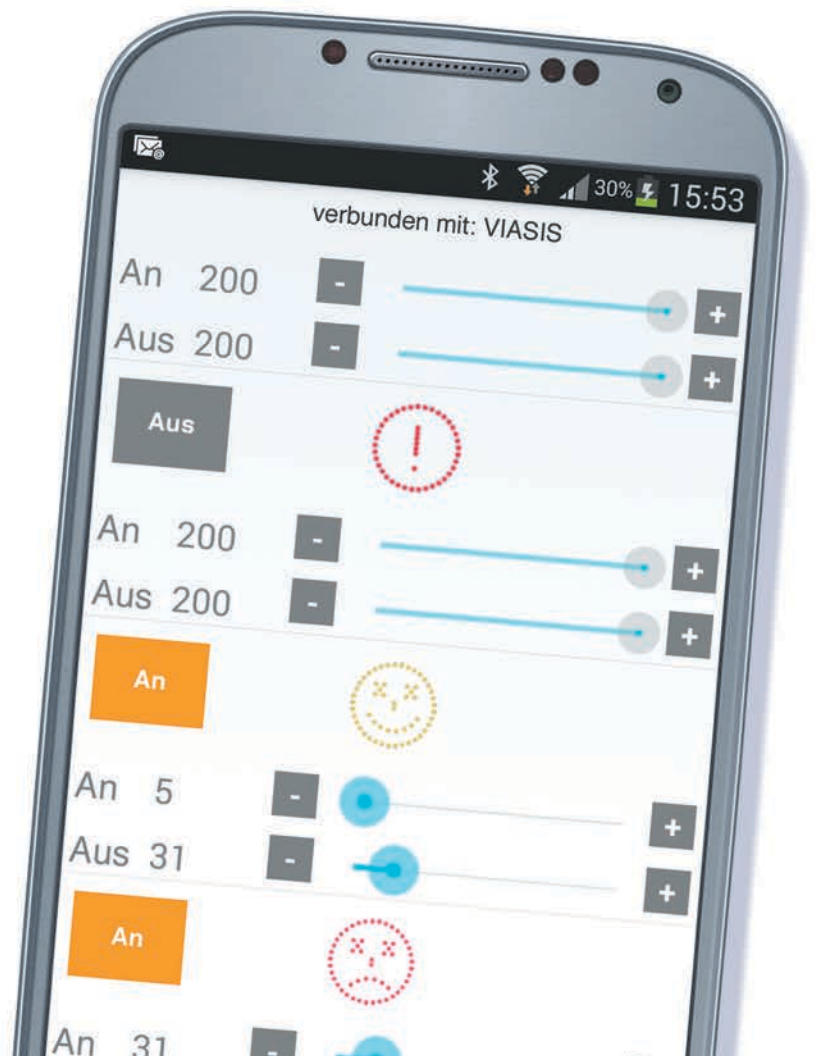 30% 15:53
verbunden mit: VIASIS
An 200 - +
Aus 200 - +
Aus
!
An 200 - +
Aus 200 - +
An
An 5 - +
Aus 31 - +
An
An 31 -